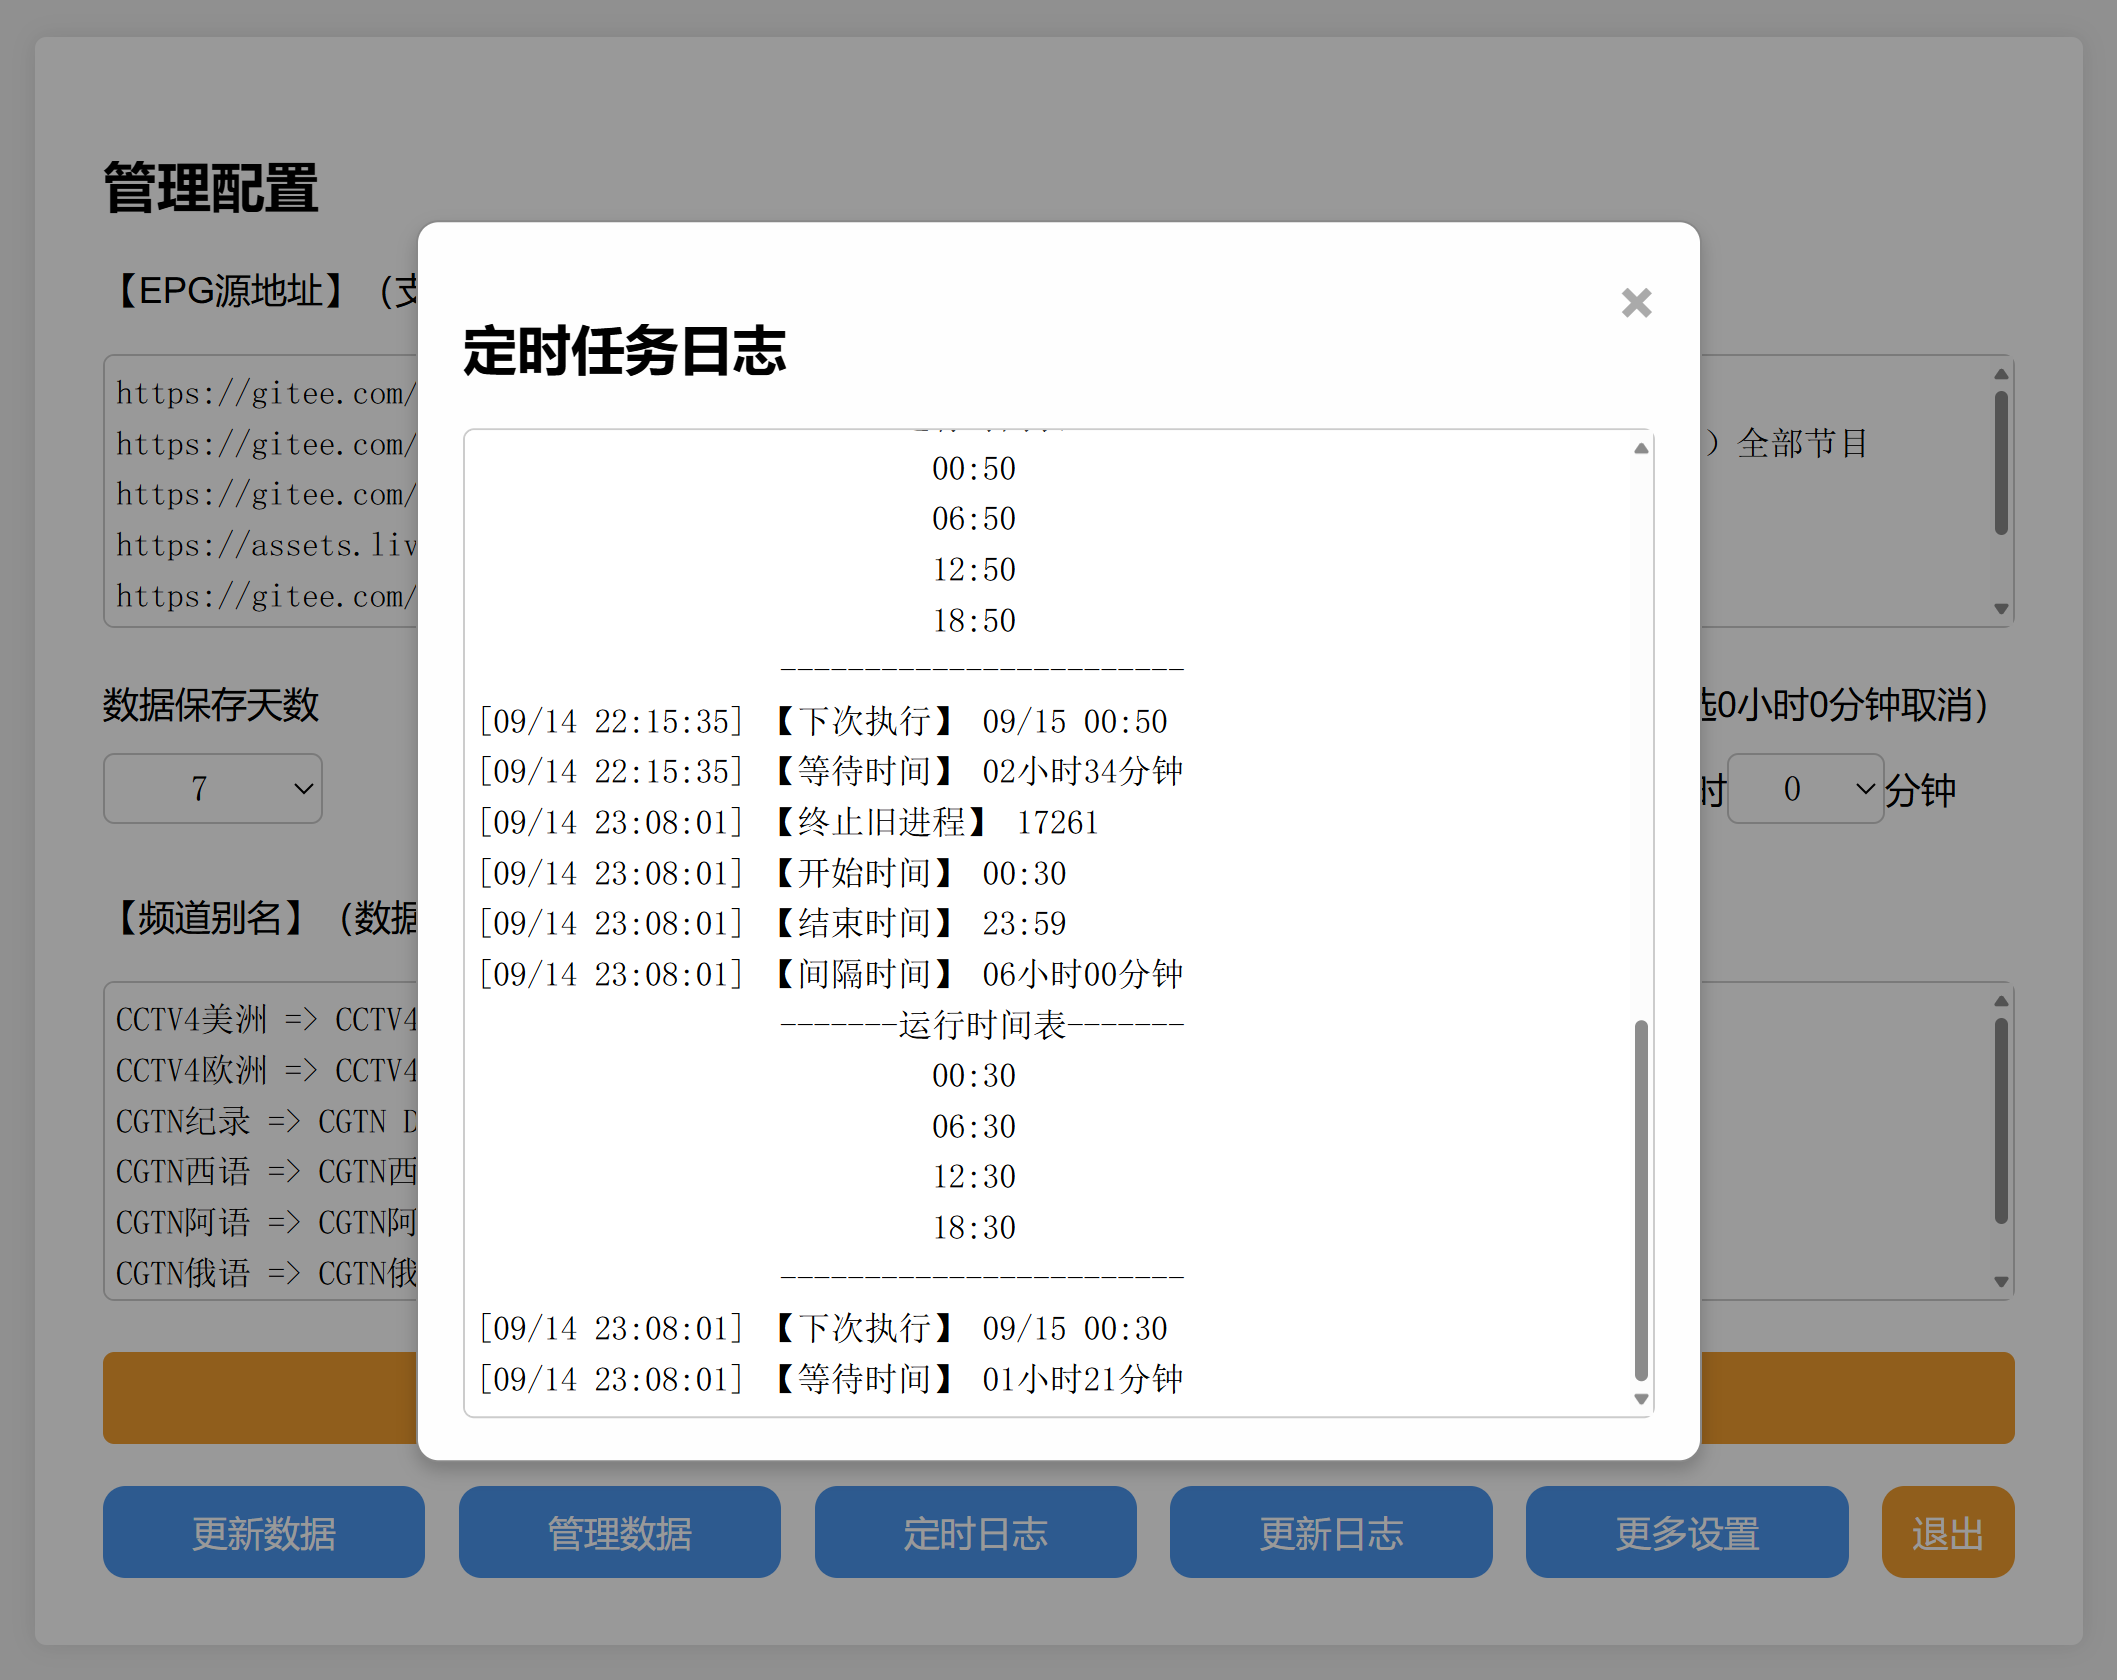 管理配置
【EPG源地址】（支
https://gitee.com/
https://gitee.com/
）全部节目
https://gitee.com/
https://assets.liv
https://gitee.com/
数据保存天数
选0小时0分钟取消）
7
时
0
分钟
【频道别名】（数据
CCTV4美洲 => CCTV4
CCTV4欧洲 => CCTV4
CGTN纪录 => CGTN D
CGTN西语 => CGTN西
CGTN阿语 => CGTN阿
CGTN俄语 => CGTN俄
定时任务日志
00:50
06:50
12:50
18:50
------------------------
[09/14 22:15:35] 【下次执行】 09/15 00:50
[09/14 22:15:35] 【等待时间】 02小时34分钟
[09/14 23:08:01] 【终止旧进程】 17261
[09/14 23:08:01] 【开始时间】 00:30
[09/14 23:08:01] 【结束时间】 23:59
[09/14 23:08:01] 【间隔时间】 06小时00分钟
-------运行时间表-------
00:30
06:30
12:30
18:30
------------------------
[09/14 23:08:01] 【下次执行】 09/15 00:30
[09/14 23:08:01] 【等待时间】 01小时21分钟
更新数据
管理数据
定时日志
更新日志
更多设置
退出